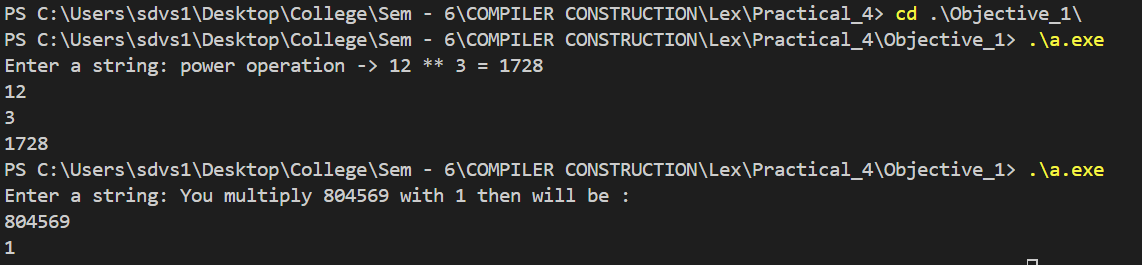 PS C:\Users\sdvs1\Desktop\College\Sem - 6\COMPILER CONSTRUCTION\Lex\Practical_4> cd .\Objective_1\
PS C:\Users\sdvs1\Desktop\College\Sem - 6\COMPILER CONSTRUCTION\Lex\Practical_4\Objective_1> .\a.exe
Enter a string: power operation -> 12 ** 3 = 1728
12
3
1728
PS C:\Users\sdvs1\Desktop\College\Sem - 6\COMPILER CONSTRUCTION\Lex\Practical_4\Objective_1> .\a.exe
Enter a string: You multiply 804569 with 1 then will be :
804569
1